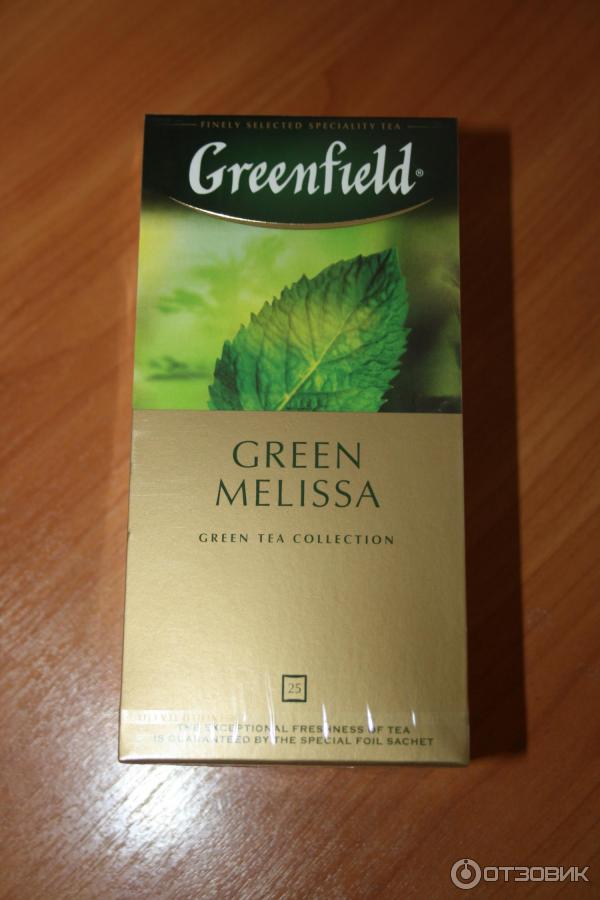 FINELY SELECTED SPECIALITY TEA
Greenfield®
GREEN
MELISSA
GREEN TEA COLLECTION
25
THE EXCEPTIONAL FRESHNESS OF TEA
IS GUARANTEED BY THE SPECIAL FOIL SACHET
ОТЗОВИК